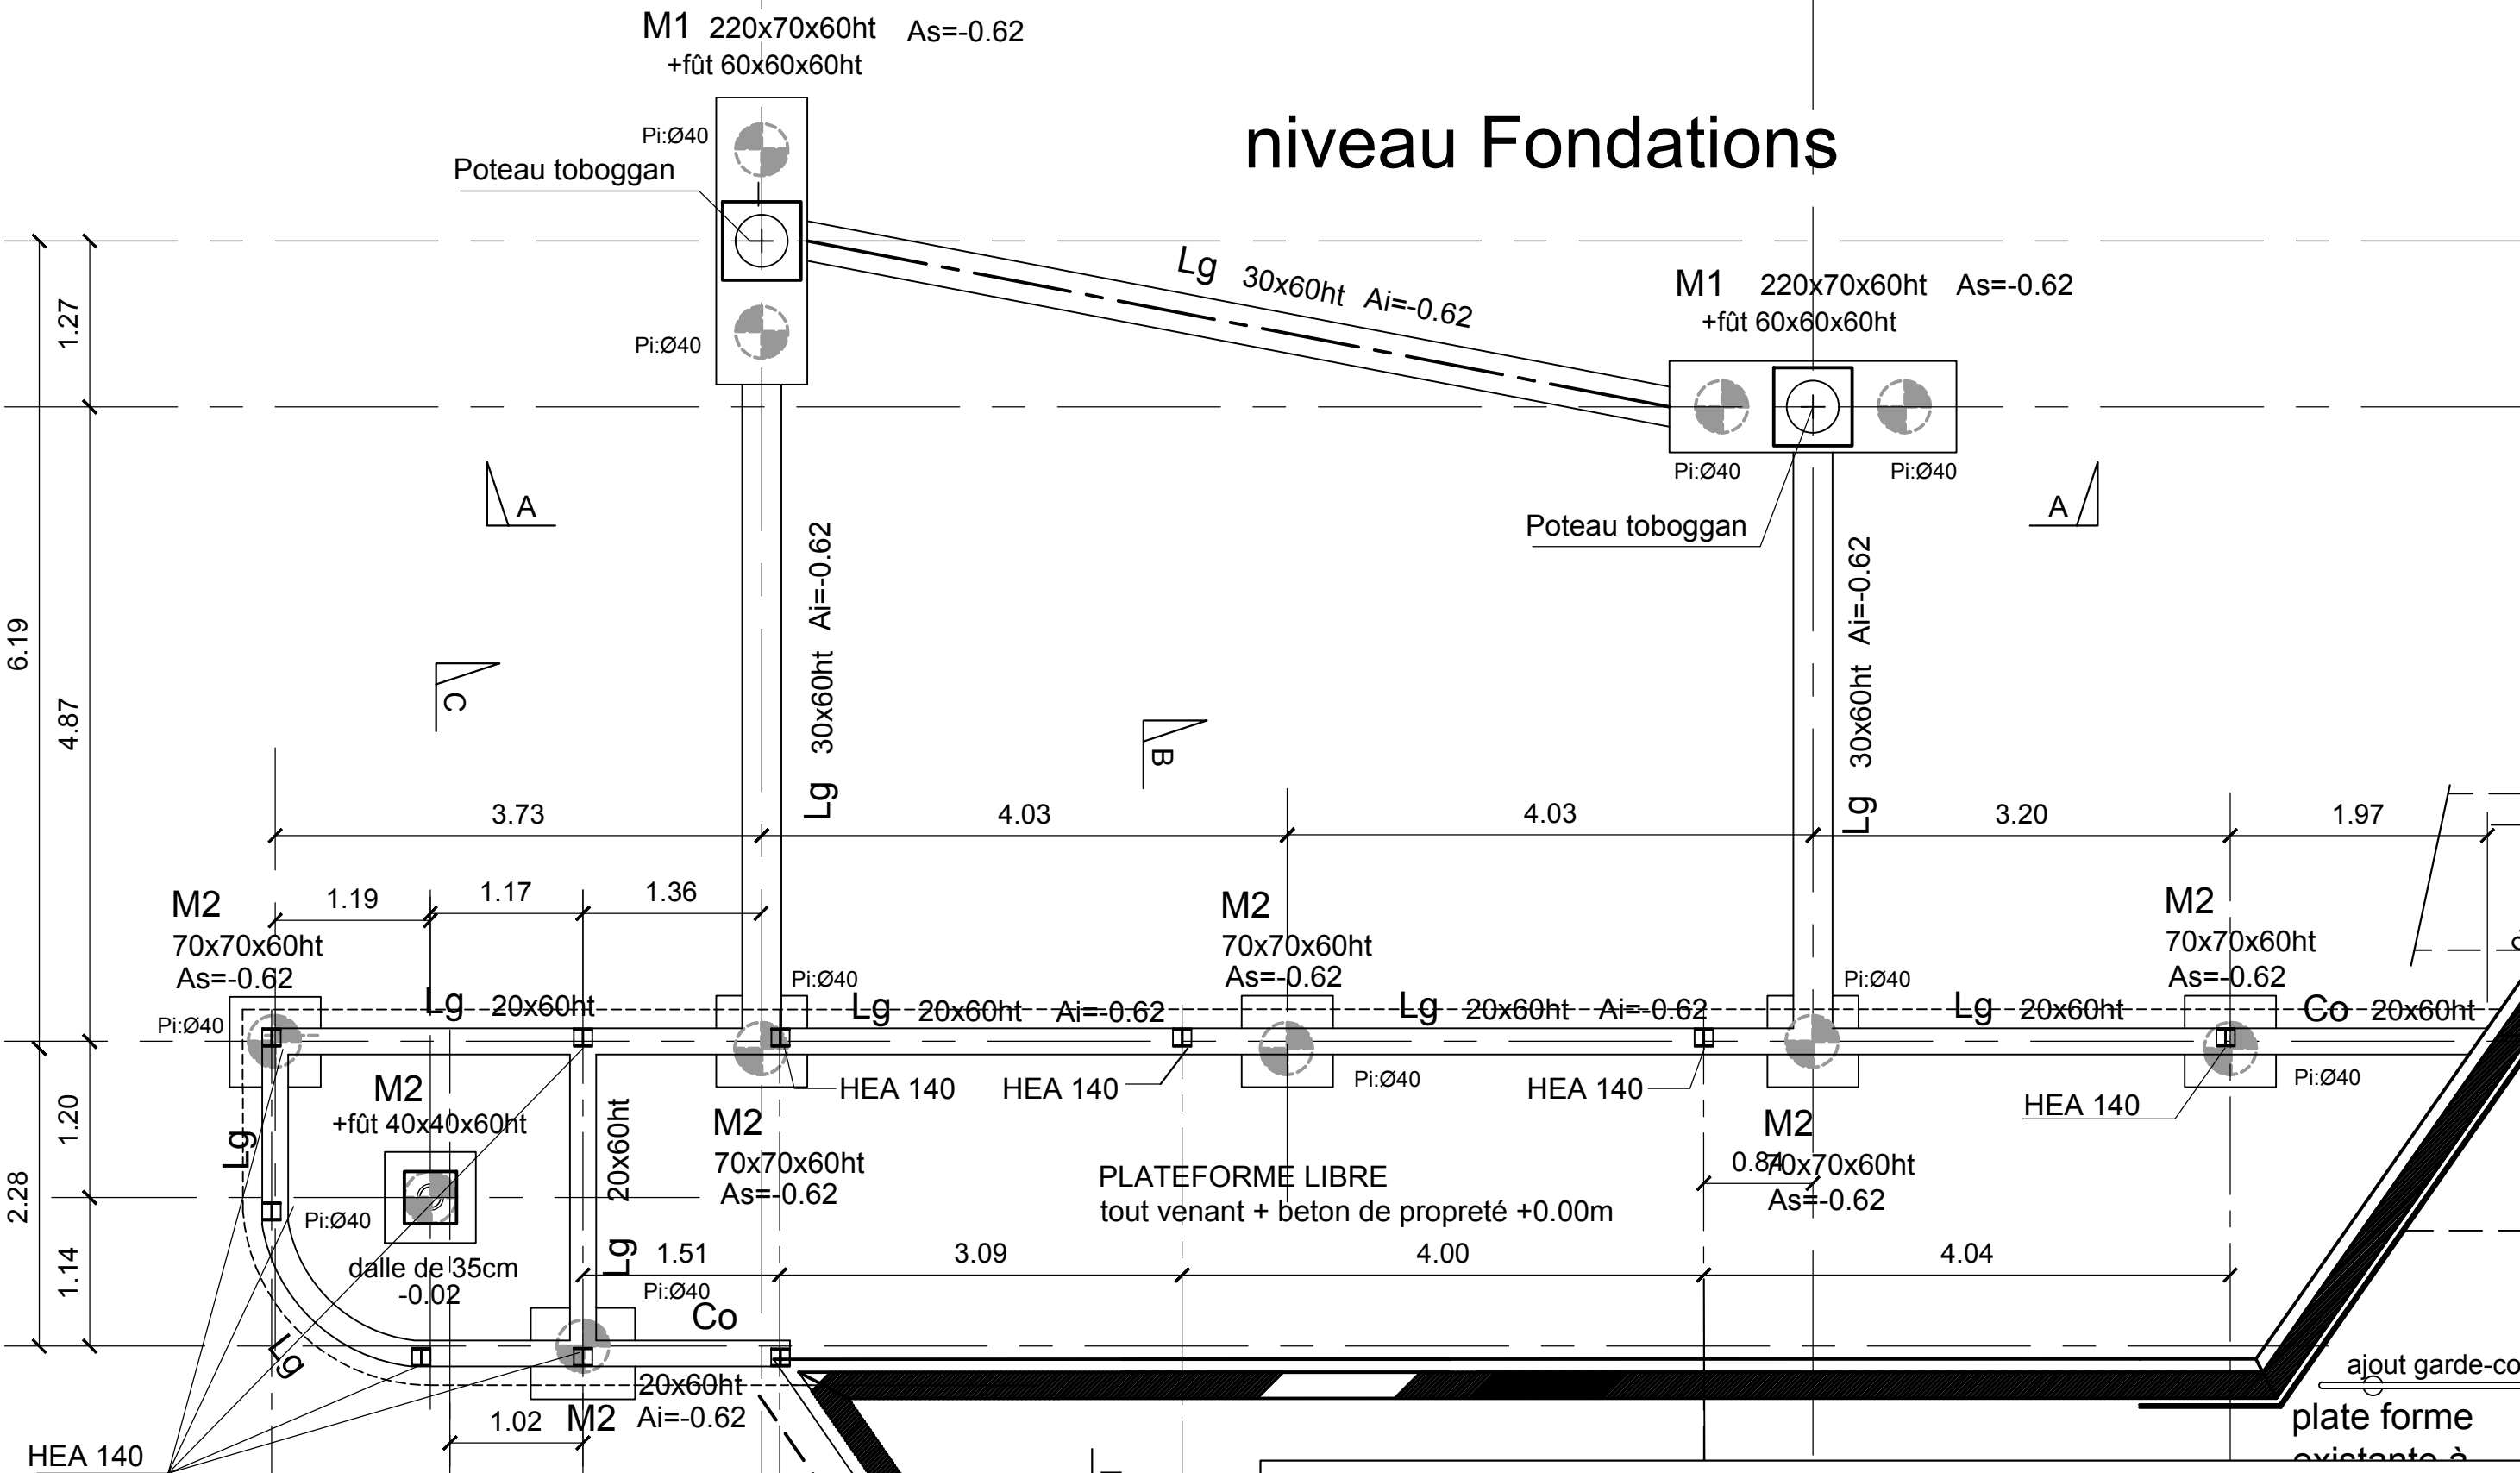 M1 220x70x60ht As=-0.62
+fût 60x60x60ht
niveau Fondations
Pi:Ø40
Poteau toboggan
Lg 30x60ht Ai=-0.62
M1 220x70x60ht As=-0.62
+fût 60x60x60ht
1.27
Pi:Ø40
Pi:Ø40
Pi:Ø40
A
A
Poteau toboggan
6.19
4.87
C
B
Lg 30x60ht Ai=-0.62
Lg 30x60ht Ai=-0.62
3.73
4.03
4.03
3.20
1.97
1.19
1.17
1.36
M2
70x70x60ht
As=-0.62
M2
70x70x60ht
As=-0.62
M2
70x70x60ht
As=-0.62
Pi:Ø40
Pi:Ø40
Pi:Ø40
Lg 20x60ht
Lg 20x60ht Ai=-0.62
Lg 20x60ht Ai=-0.62
Lg 20x60ht
Co 20x60ht
HEA 140
HEA 140
Pi:Ø40
HEA 140
Pi:Ø40
HEA 140
M2
+fût 40x40x60ht
Lg
Lg 20x60ht
1.20
2.28
1.14
M2
70x70x60ht
As=-0.62
M2
0.84
70x70x60ht
As=-0.62
PLATEFORME LIBRE
tout venant + beton de propreté +0.00m
Pi:Ø40
dalle de 35cm
-0.02
1.51
3.09
4.00
4.04
Pi:Ø40
Co
Lg
20x60ht
Ai=-0.62
1.02
M2
HEA 140
ajout garde-co
plate forme
existante à